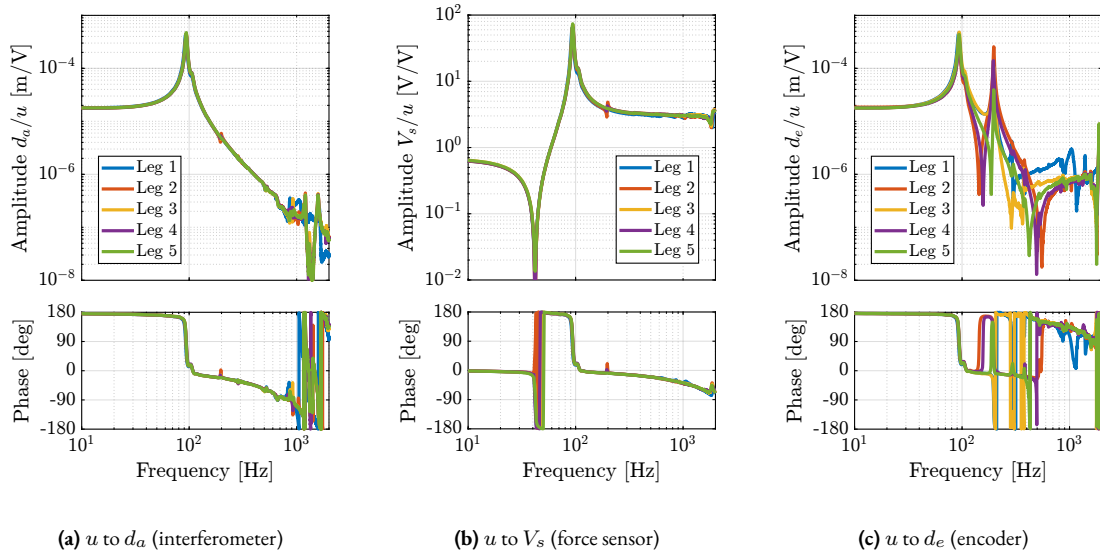 Amplitude d_a/u [m/V]
10^−4
10^−6
10^−8
Leg 1
Leg 2
Leg 3
Leg 4
Leg 5
Phase [deg]
180
90
0
-90
-180
10^1
10^2
10^3
Frequency [Hz]
(a) u to d_a (interferometer)
Amplitude V_s/u [V/V]
10^2
10^1
10^0
10^−1
10^−2
Leg 1
Leg 2
Leg 3
Leg 4
Leg 5
Phase [deg]
180
90
0
-90
-180
10^1
10^2
10^3
Frequency [Hz]
(b) u to V_s (force sensor)
Amplitude d_e/u [m/V]
10^−4
10^−6
10^−8
Leg 1
Leg 2
Leg 3
Leg 4
Leg 5
Phase [deg]
180
90
0
-90
-180
10^1
10^2
10^3
Frequency [Hz]
(c) u to d_e (encoder)